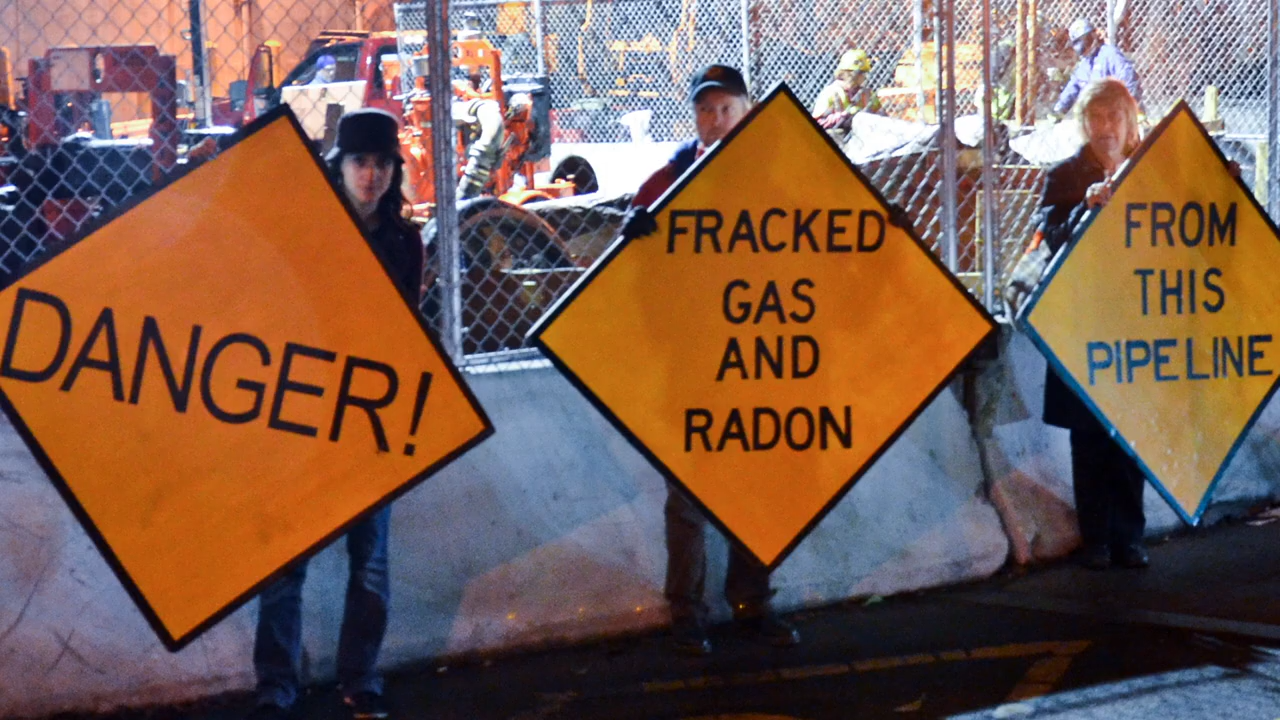 DANGER!
FRACKED
GAS
AND
RADON
FROM
THIS
PIPELINE